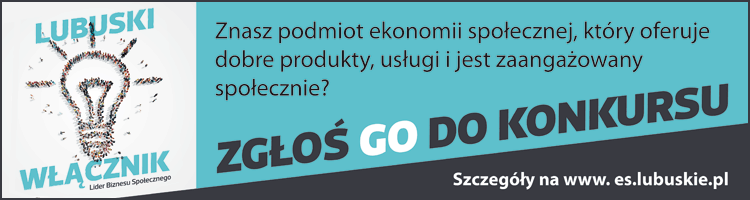 LUBUSKI
WŁĄCZNIK
Lider Biznesu Społecznego
Znasz podmiot ekonomii społecznej, który oferuje
dobre produkty, usługi i jest zaangażowany
społecznie?
ZGŁOŚ GO DO KONKURSU
Szczegóły na www. es.lubuskie.pl